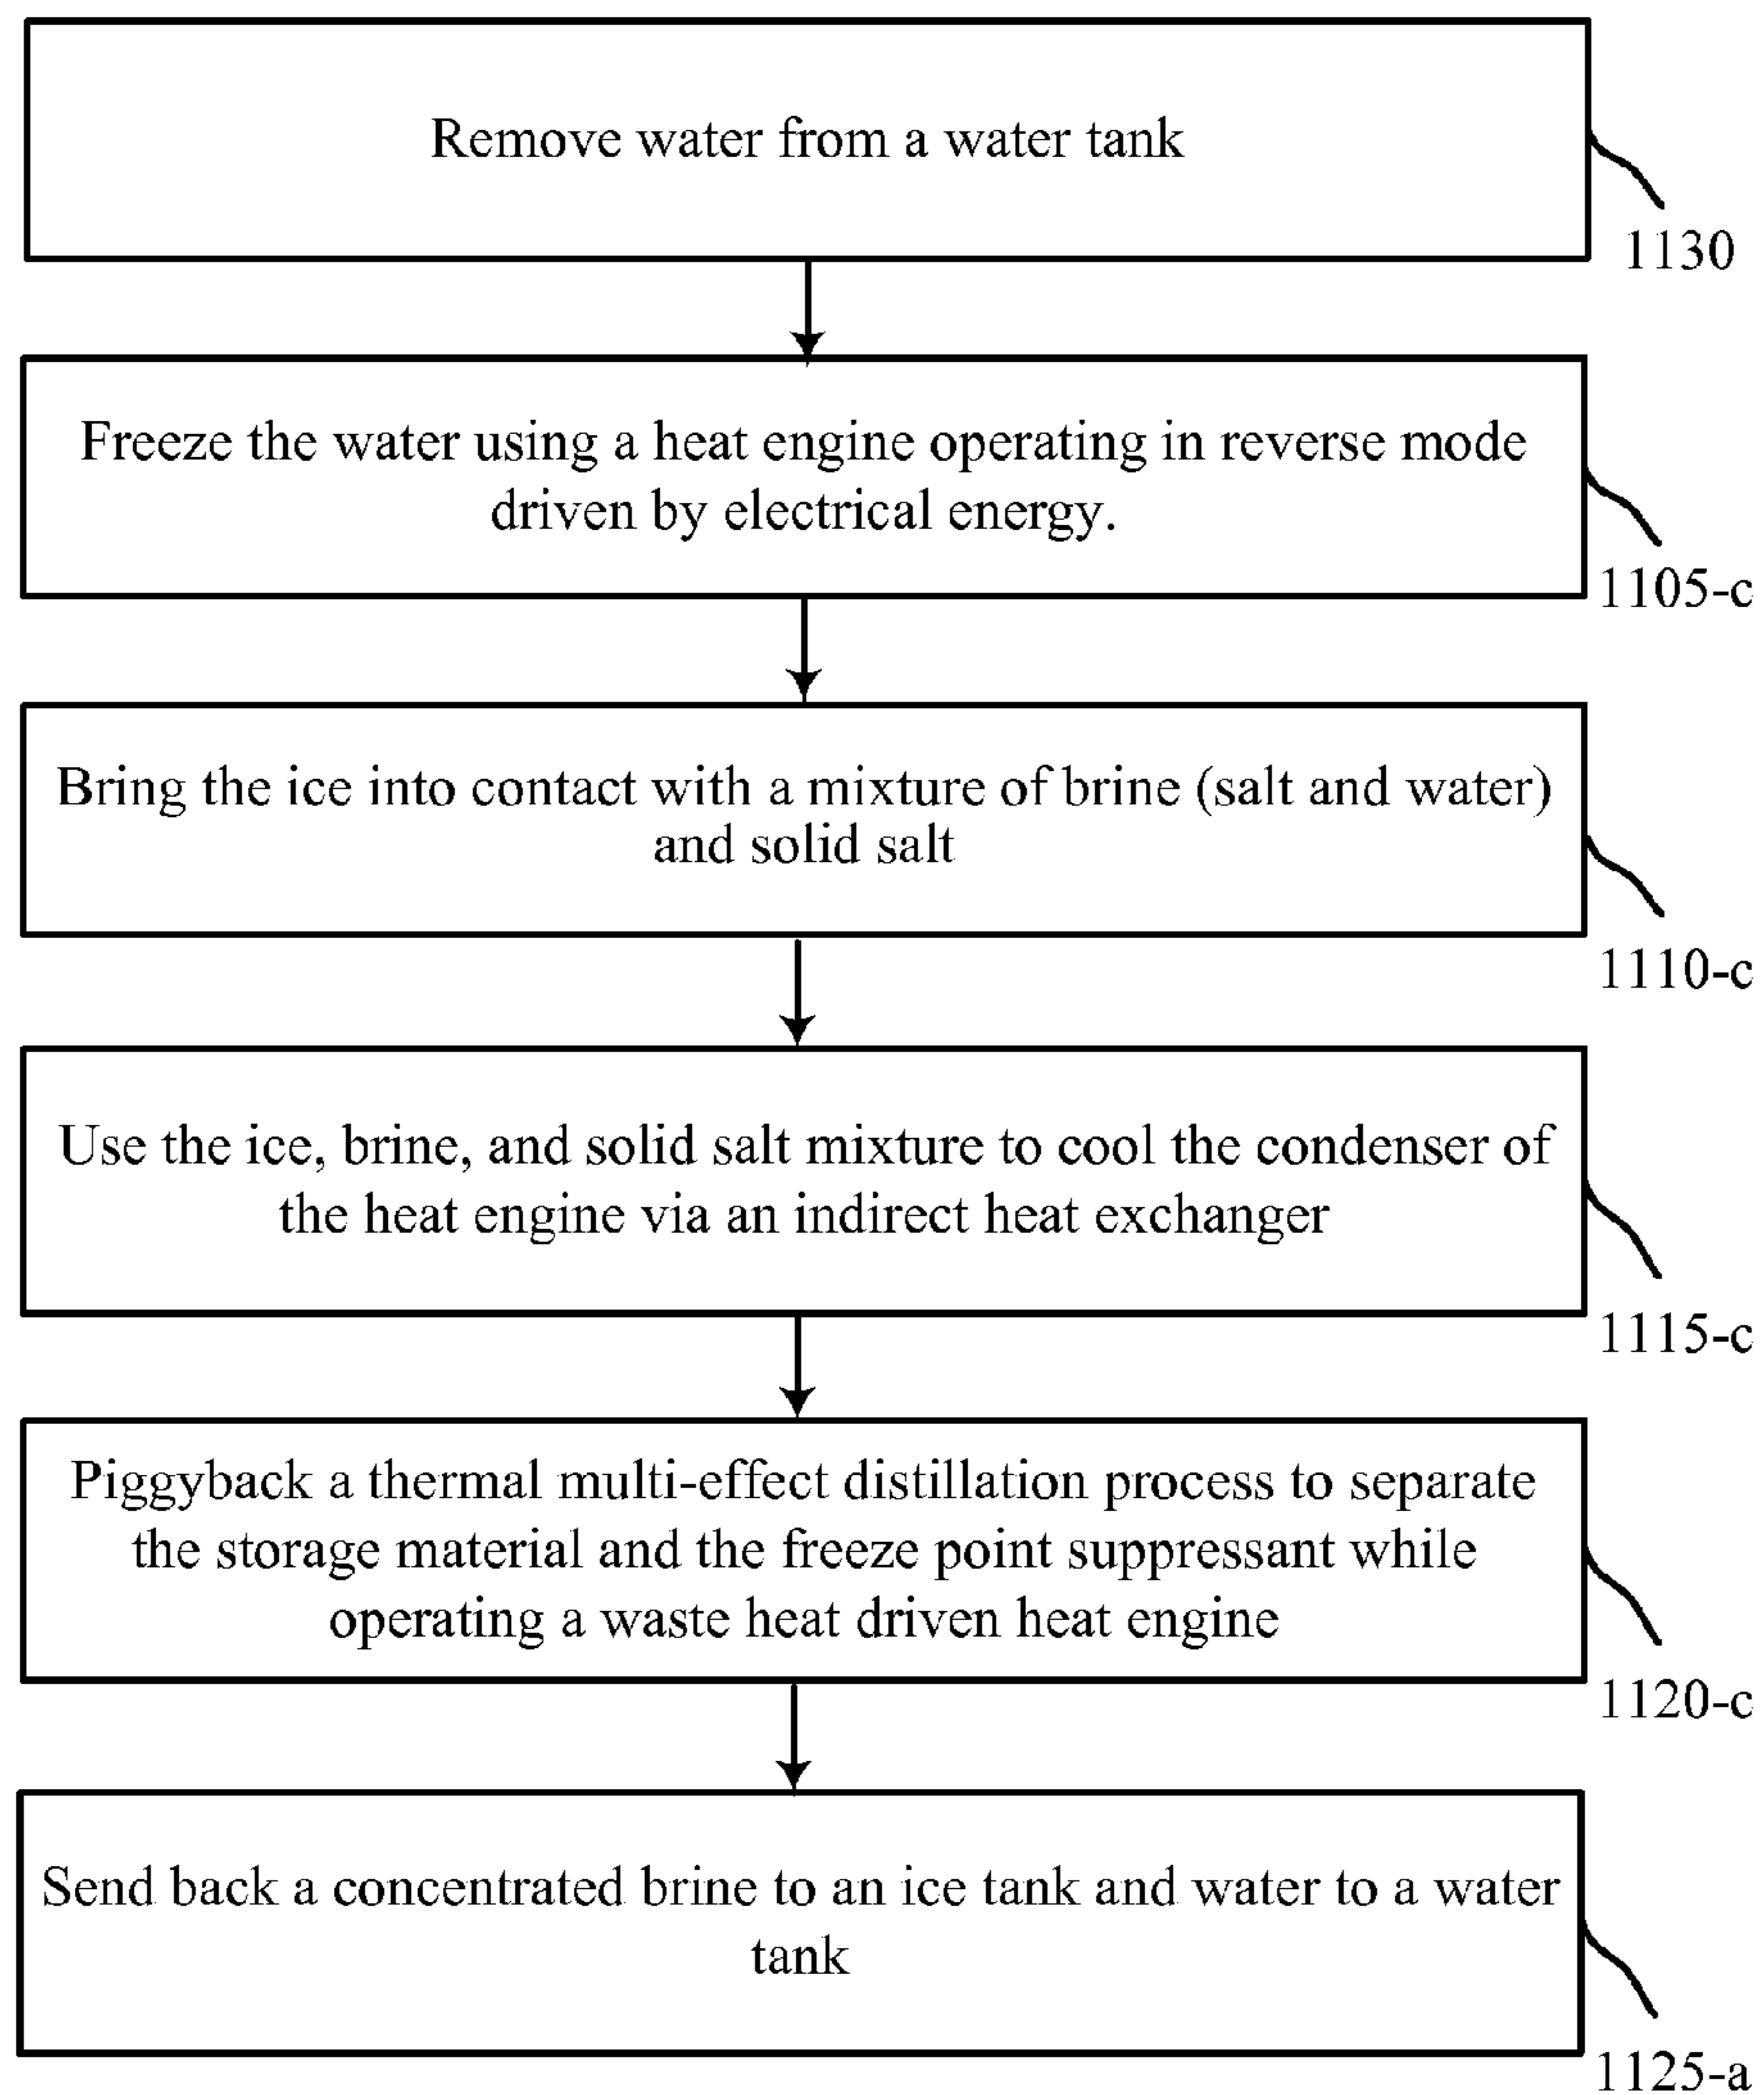 Remove water from a water tank
1130
Freeze the water using a heat engine operating in reverse mode
driven by electrical energy.
1105-c
Bring the ice into contact with a mixture of brine (salt and water)
and solid salt
1110-c
Use the ice, brine, and solid salt mixture to cool the condenser of
the heat engine via an indirect heat exchanger
1115-c
Piggyback a thermal multi-effect distillation process to separate
the storage material and the freeze point suppressant while
operating a waste heat driven heat engine
1120-c
Send back a concentrated brine to an ice tank and water to a water
tank
1125-a